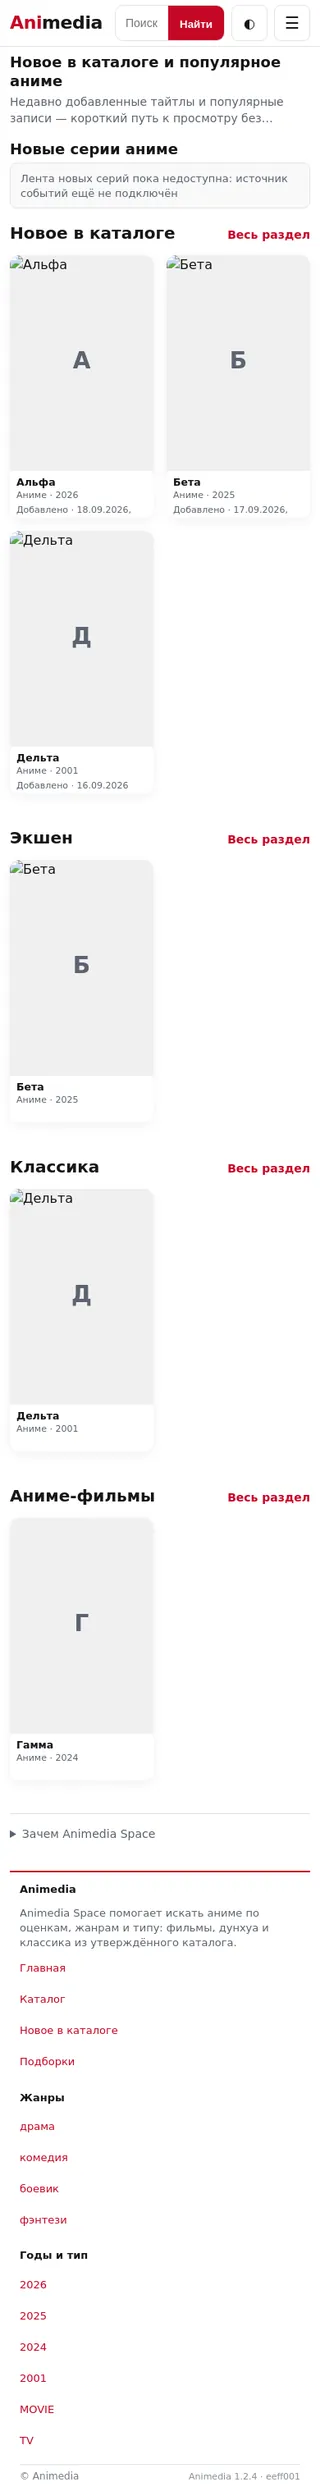 Animedia
Поиск
Найти
Новое в каталоге и популярное
аниме
Недавно добавленные тайтлы и популярные
записи — короткий путь к просмотру без…
Новые серии аниме
Лента новых серий пока недоступна: источник
событий ещё не подключён
Новое в каталоге
Весь раздел
Альфа
А
Альфа
Аниме · 2026
Добавлено · 18.09.2026,
Бета
Б
Бета
Аниме · 2025
Добавлено · 17.09.2026,
Дельта
Д
Дельта
Аниме · 2001
Добавлено · 16.09.2026
Экшен
Весь раздел
Бета
Б
Бета
Аниме · 2025
Классика
Весь раздел
Дельта
Д
Дельта
Аниме · 2001
Аниме-фильмы
Весь раздел
Г
Гамма
Аниме · 2024
Зачем Animedia Space
Animedia
Animedia Space помогает искать аниме по
оценкам, жанрам и типу: фильмы, дунхуа и
классика из утверждённого каталога.
Главная
Каталог
Новое в каталоге
Подборки
Жанры
драма
комедия
боевик
фэнтези
Годы и тип
2026
2025
2024
2001
MOVIE
TV
© Animedia
Animedia 1.2.4 · eeff001